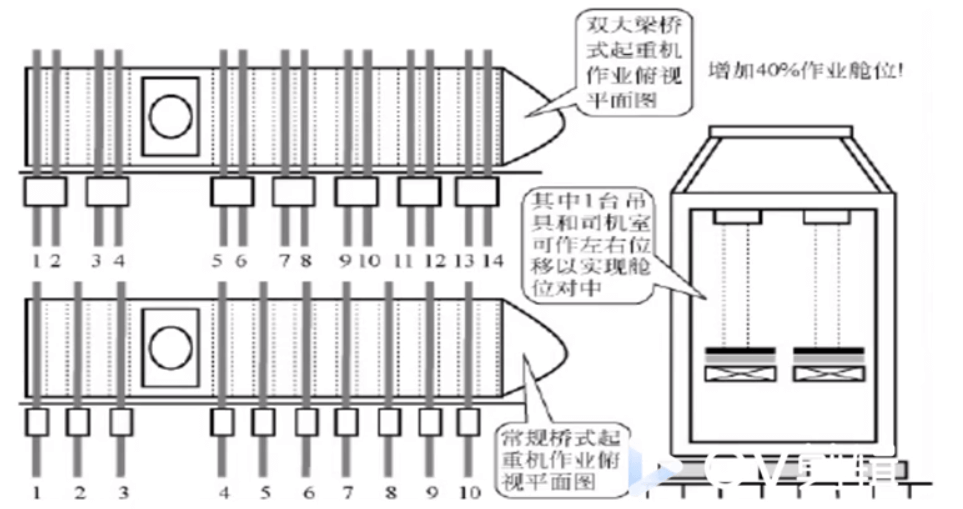 双大梁桥
式起重机
作业俯视
平面图
增加40%作业舱位!
其中1台吊
具和司机室
可作左右位
移以实现舱
位对中
1 2 3 4 5 6 7 8 9 10 11 12 13 14
常规桥式起
重机作业俯
视平面图
1 2 3 4 5 6 7 8 9 10